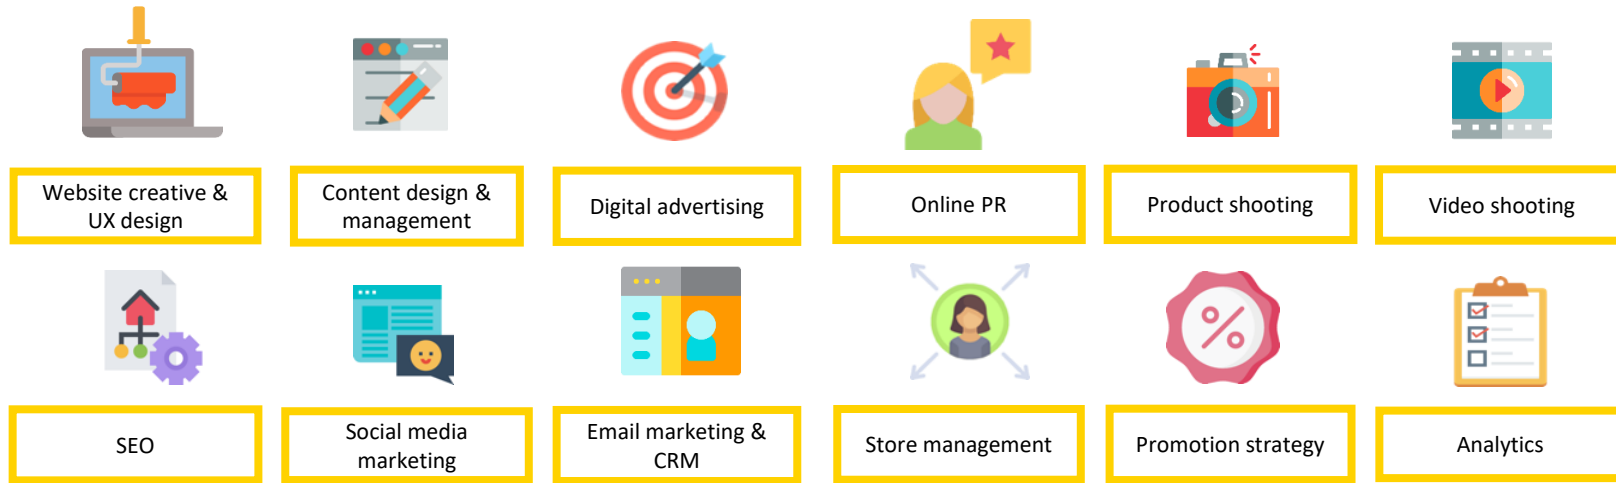 Website creative &
UX design
Content design &
management
Digital advertising
Online PR
Product shooting
Video shooting
SEO
Social media
marketing
Email marketing &
CRM
Store management
Promotion strategy
Analytics